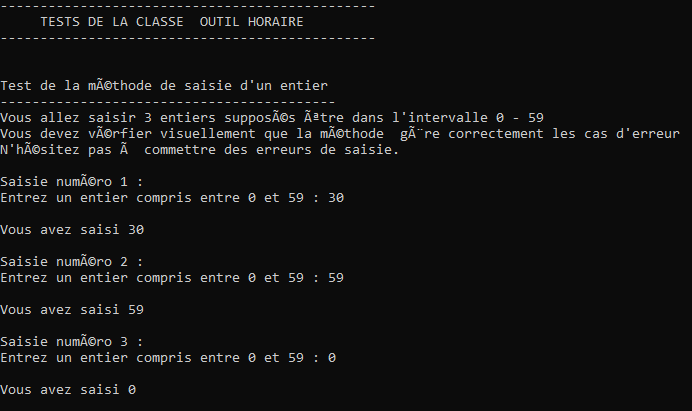 -----------------------------------------------
TESTS DE LA CLASSE  OUTIL HORAIRE
-----------------------------------------------
Test de la mÃ©thode de saisie d'un entier
------------------------------------------
Vous allez saisir 3 entiers supposÃ©s Ãªtre dans l'intervalle 0 - 59
Vous devez vÃ©rfier visuellement que la mÃ©thode  gÃ¨re correctement les cas d'erreur
N'hÃ©sitez pas Ã  commettre des erreurs de saisie.
Saisie numÃ©ro 1 :
Entrez un entier compris entre 0 et 59 : 30
Vous avez saisi 30
Saisie numÃ©ro 2 :
Entrez un entier compris entre 0 et 59 : 59
Vous avez saisi 59
Saisie numÃ©ro 3 :
Entrez un entier compris entre 0 et 59 : 0
Vous avez saisi 0